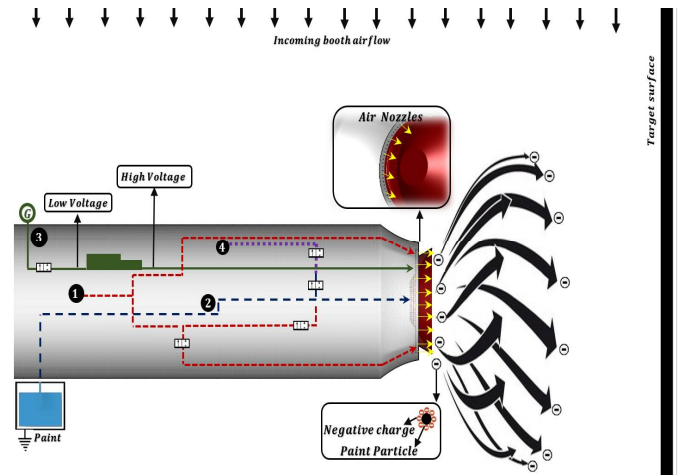 Incoming booth airflow
Target surface
Air Nozzles
High Voltage
Low Voltage
G
3
4
1
2
Paint
Negative charge
Paint Particle